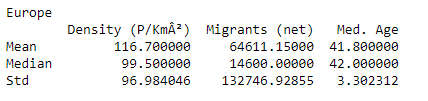 Europe
Density (P/KmÂ²) Migrants (net) Med. Age
Mean 116.700000 64611.15000 41.800000
Median 99.500000 14600.00000 42.000000
Std 96.984046 132746.92855 3.302312